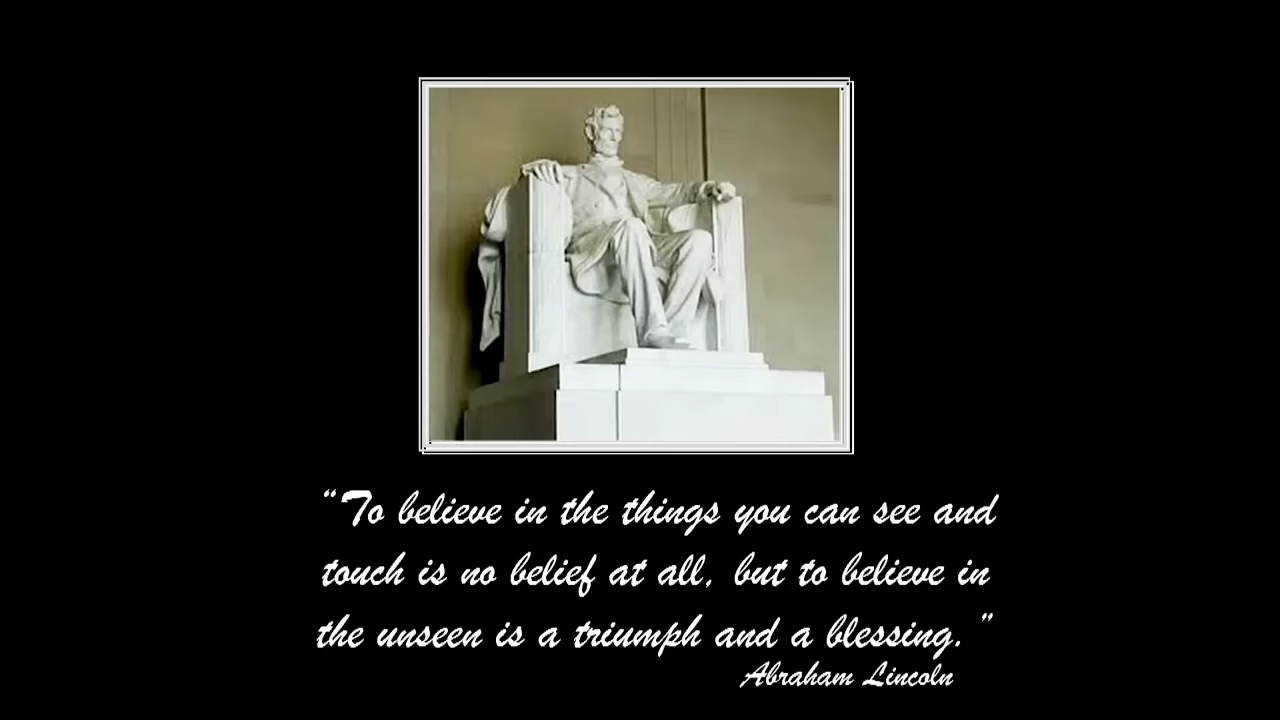 “To believe in the things you can see and
touch is no belief at all, but to believe in
the unseen is a triumph and a blessing.”
Abraham Lincoln